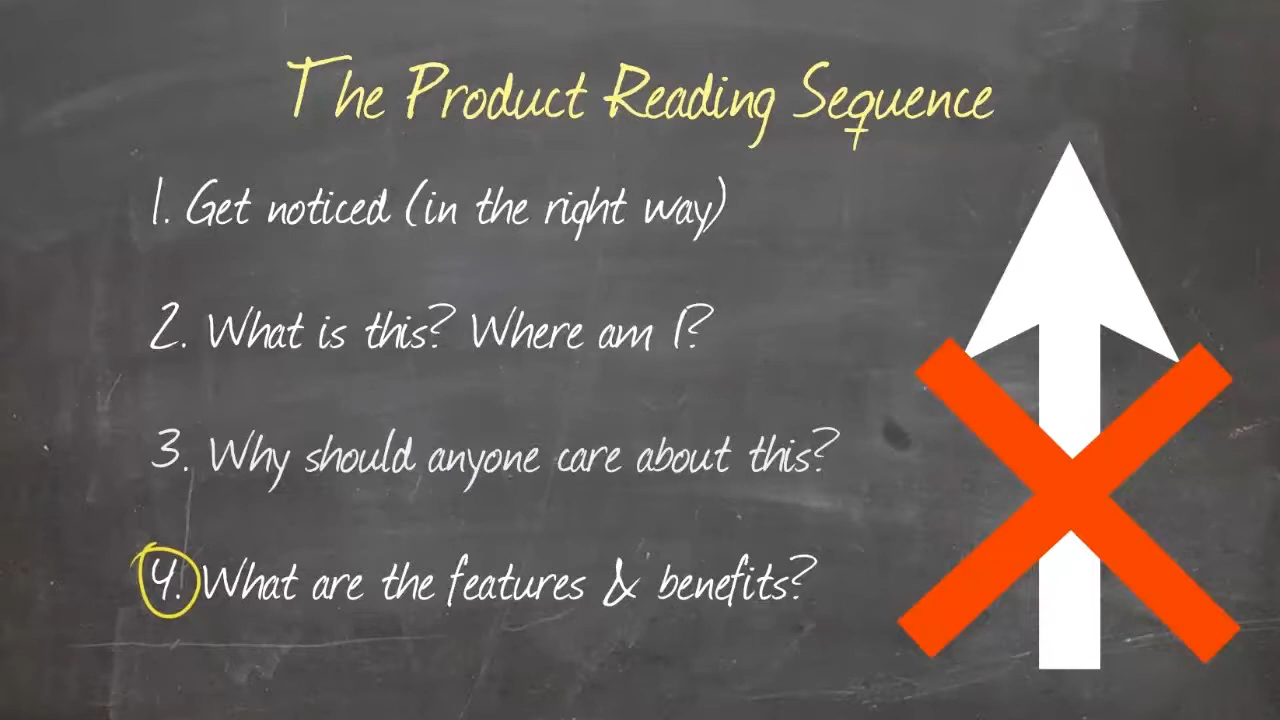 The Product Reading Sequence
1. Get noticed (in the right way)
2. What is this? Where am I?
3. Why should anyone care about this?
4. What are the features & benefits?